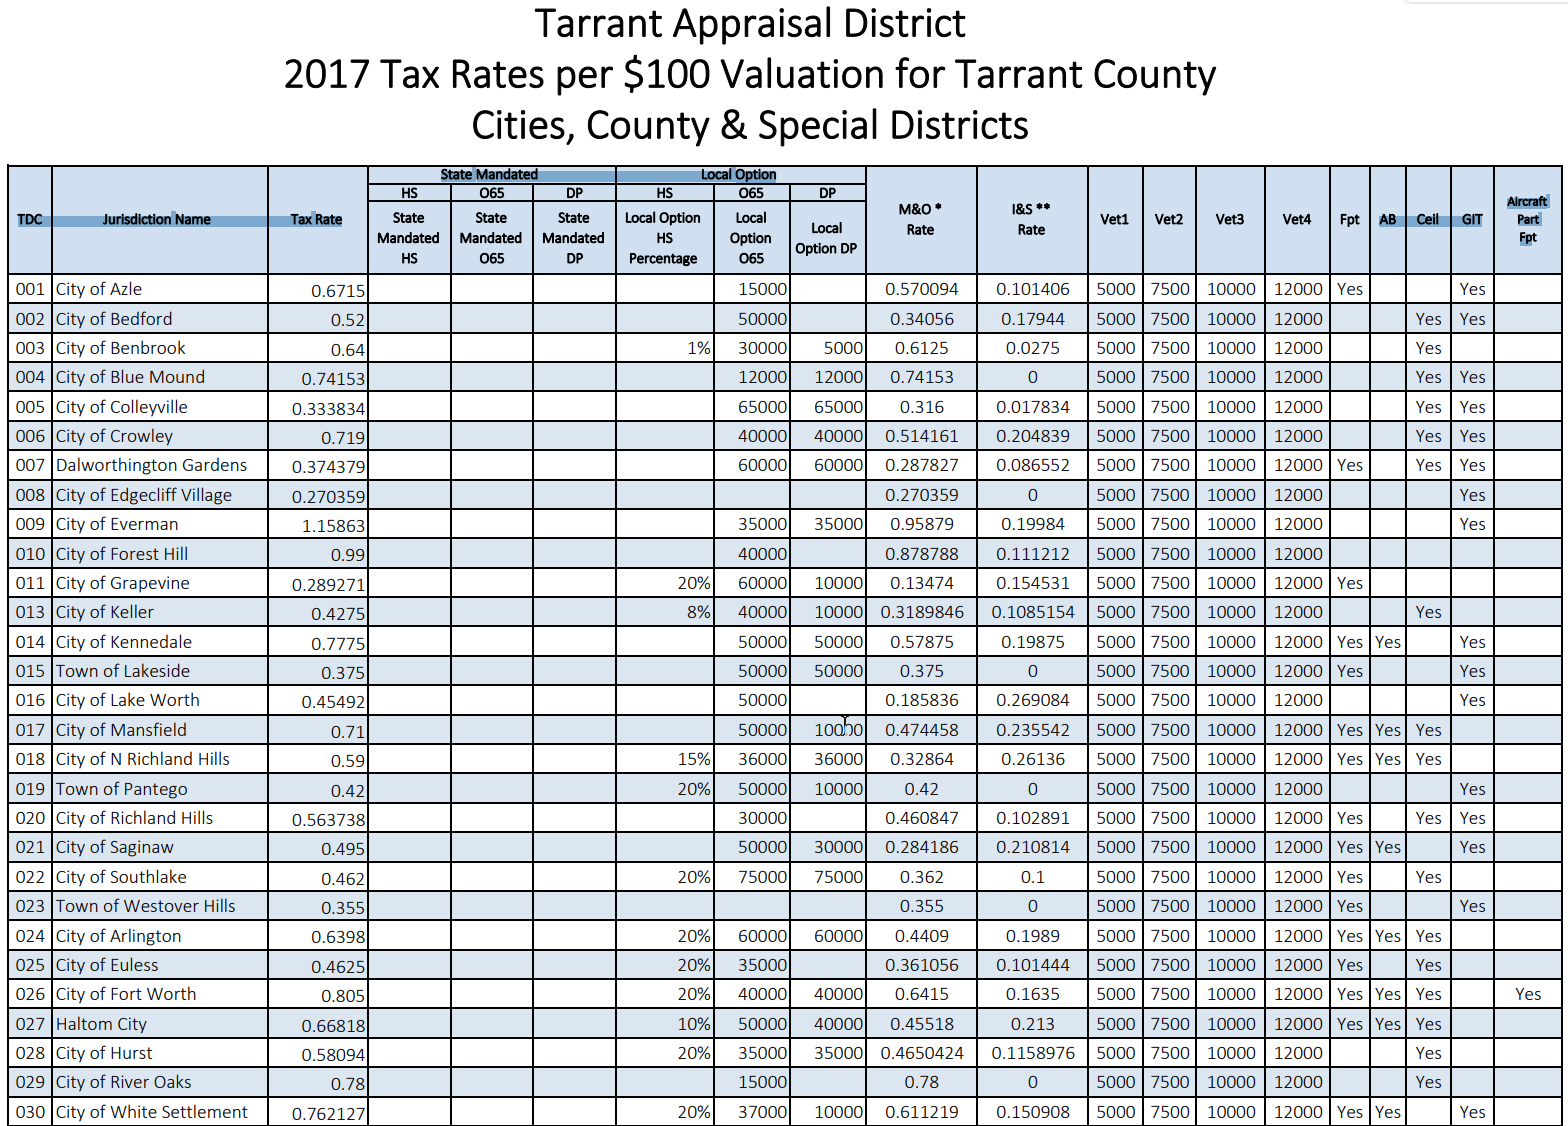 Tarrant Appraisal District
2017 Tax Rates per $100 Valuation for Tarrant County
Cities, County & Special Districts
State Mandated Local Option
HS O65 DP HS O65 DP
TDC Jurisdiction Name Tax Rate State Mandated HS State Mandated O65 State Mandated DP Local Option HS Percentage Local Option O65 Local Option DP M&O * Rate I&S ** Rate Vet1 Vet2 Vet3 Vet4 Fpt AB Ceil GIT Aircraft Part Fpt
001 City of Azle 0.6715 15000 0.570094 0.101406 5000 7500 10000 12000 Yes Yes
002 City of Bedford 0.52 50000 0.34056 0.17944 5000 7500 10000 12000 Yes Yes
003 City of Benbrook 0.64 1% 30000 5000 0.6125 0.0275 5000 7500 10000 12000 Yes
004 City of Blue Mound 0.74153 12000 12000 0.74153 0 5000 7500 10000 12000 Yes Yes
005 City of Colleyville 0.333834 65000 65000 0.316 0.017834 5000 7500 10000 12000 Yes Yes
006 City of Crowley 0.719 40000 40000 0.514161 0.204839 5000 7500 10000 12000 Yes Yes
007 Dalworthington Gardens 0.374379 60000 60000 0.287827 0.086552 5000 7500 10000 12000 Yes Yes Yes
008 City of Edgecliff Village 0.270359 0.270359 0 5000 7500 10000 12000 Yes
009 City of Everman 1.15863 35000 35000 0.95879 0.19984 5000 7500 10000 12000 Yes
010 City of Forest Hill 0.99 40000 0.878788 0.111212 5000 7500 10000 12000
011 City of Grapevine 0.289271 20% 60000 10000 0.13474 0.154531 5000 7500 10000 12000 Yes
013 City of Keller 0.4275 8% 40000 10000 0.3189846 0.1085154 5000 7500 10000 12000 Yes
014 City of Kennedale 0.7775 50000 50000 0.57875 0.19875 5000 7500 10000 12000 Yes Yes Yes
015 Town of Lakeside 0.375 50000 50000 0.375 0 5000 7500 10000 12000 Yes Yes
016 City of Lake Worth 0.45492 50000 0.185836 0.269084 5000 7500 10000 12000 Yes
017 City of Mansfield 0.71 50000 10000 0.474458 0.235542 5000 7500 10000 12000 Yes Yes Yes
018 City of N Richland Hills 0.59 15% 36000 36000 0.32864 0.26136 5000 7500 10000 12000 Yes Yes Yes
019 Town of Pantego 0.42 20% 50000 10000 0.42 0 5000 7500 10000 12000 Yes
020 City of Richland Hills 0.563738 30000 0.460847 0.102891 5000 7500 10000 12000 Yes Yes Yes
021 City of Saginaw 0.495 50000 30000 0.284186 0.210814 5000 7500 10000 12000 Yes Yes Yes
022 City of Southlake 0.462 20% 75000 75000 0.362 0.1 5000 7500 10000 12000 Yes Yes
023 Town of Westover Hills 0.355 0.355 0 5000 7500 10000 12000 Yes Yes
024 City of Arlington 0.6398 20% 60000 60000 0.4409 0.1989 5000 7500 10000 12000 Yes Yes Yes
025 City of Euless 0.4625 20% 35000 0.361056 0.101444 5000 7500 10000 12000 Yes Yes
026 City of Fort Worth 0.805 20% 40000 40000 0.6415 0.1635 5000 7500 10000 12000 Yes Yes Yes Yes
027 Haltom City 0.66818 10% 50000 40000 0.45518 0.213 5000 7500 10000 12000 Yes Yes Yes
028 City of Hurst 0.58094 20% 35000 35000 0.4650424 0.1158976 5000 7500 10000 12000 Yes
029 City of River Oaks 0.78 15000 0.78 0 5000 7500 10000 12000 Yes
030 City of White Settlement 0.762127 20% 37000 10000 0.611219 0.150908 5000 7500 10000 12000 Yes Yes Yes